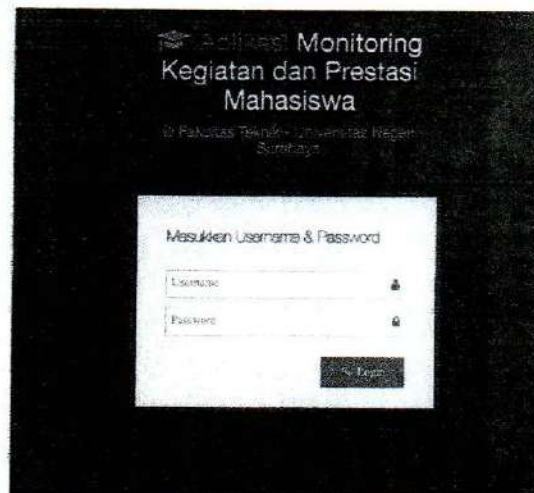 Aplikasi Monitoring
Kegiatan dan Prestasi
Mahasiswa
© Fakultas Teknik - Universitas Negeri
Surabaya
Masukkan Username & Password
Username
Password
Login